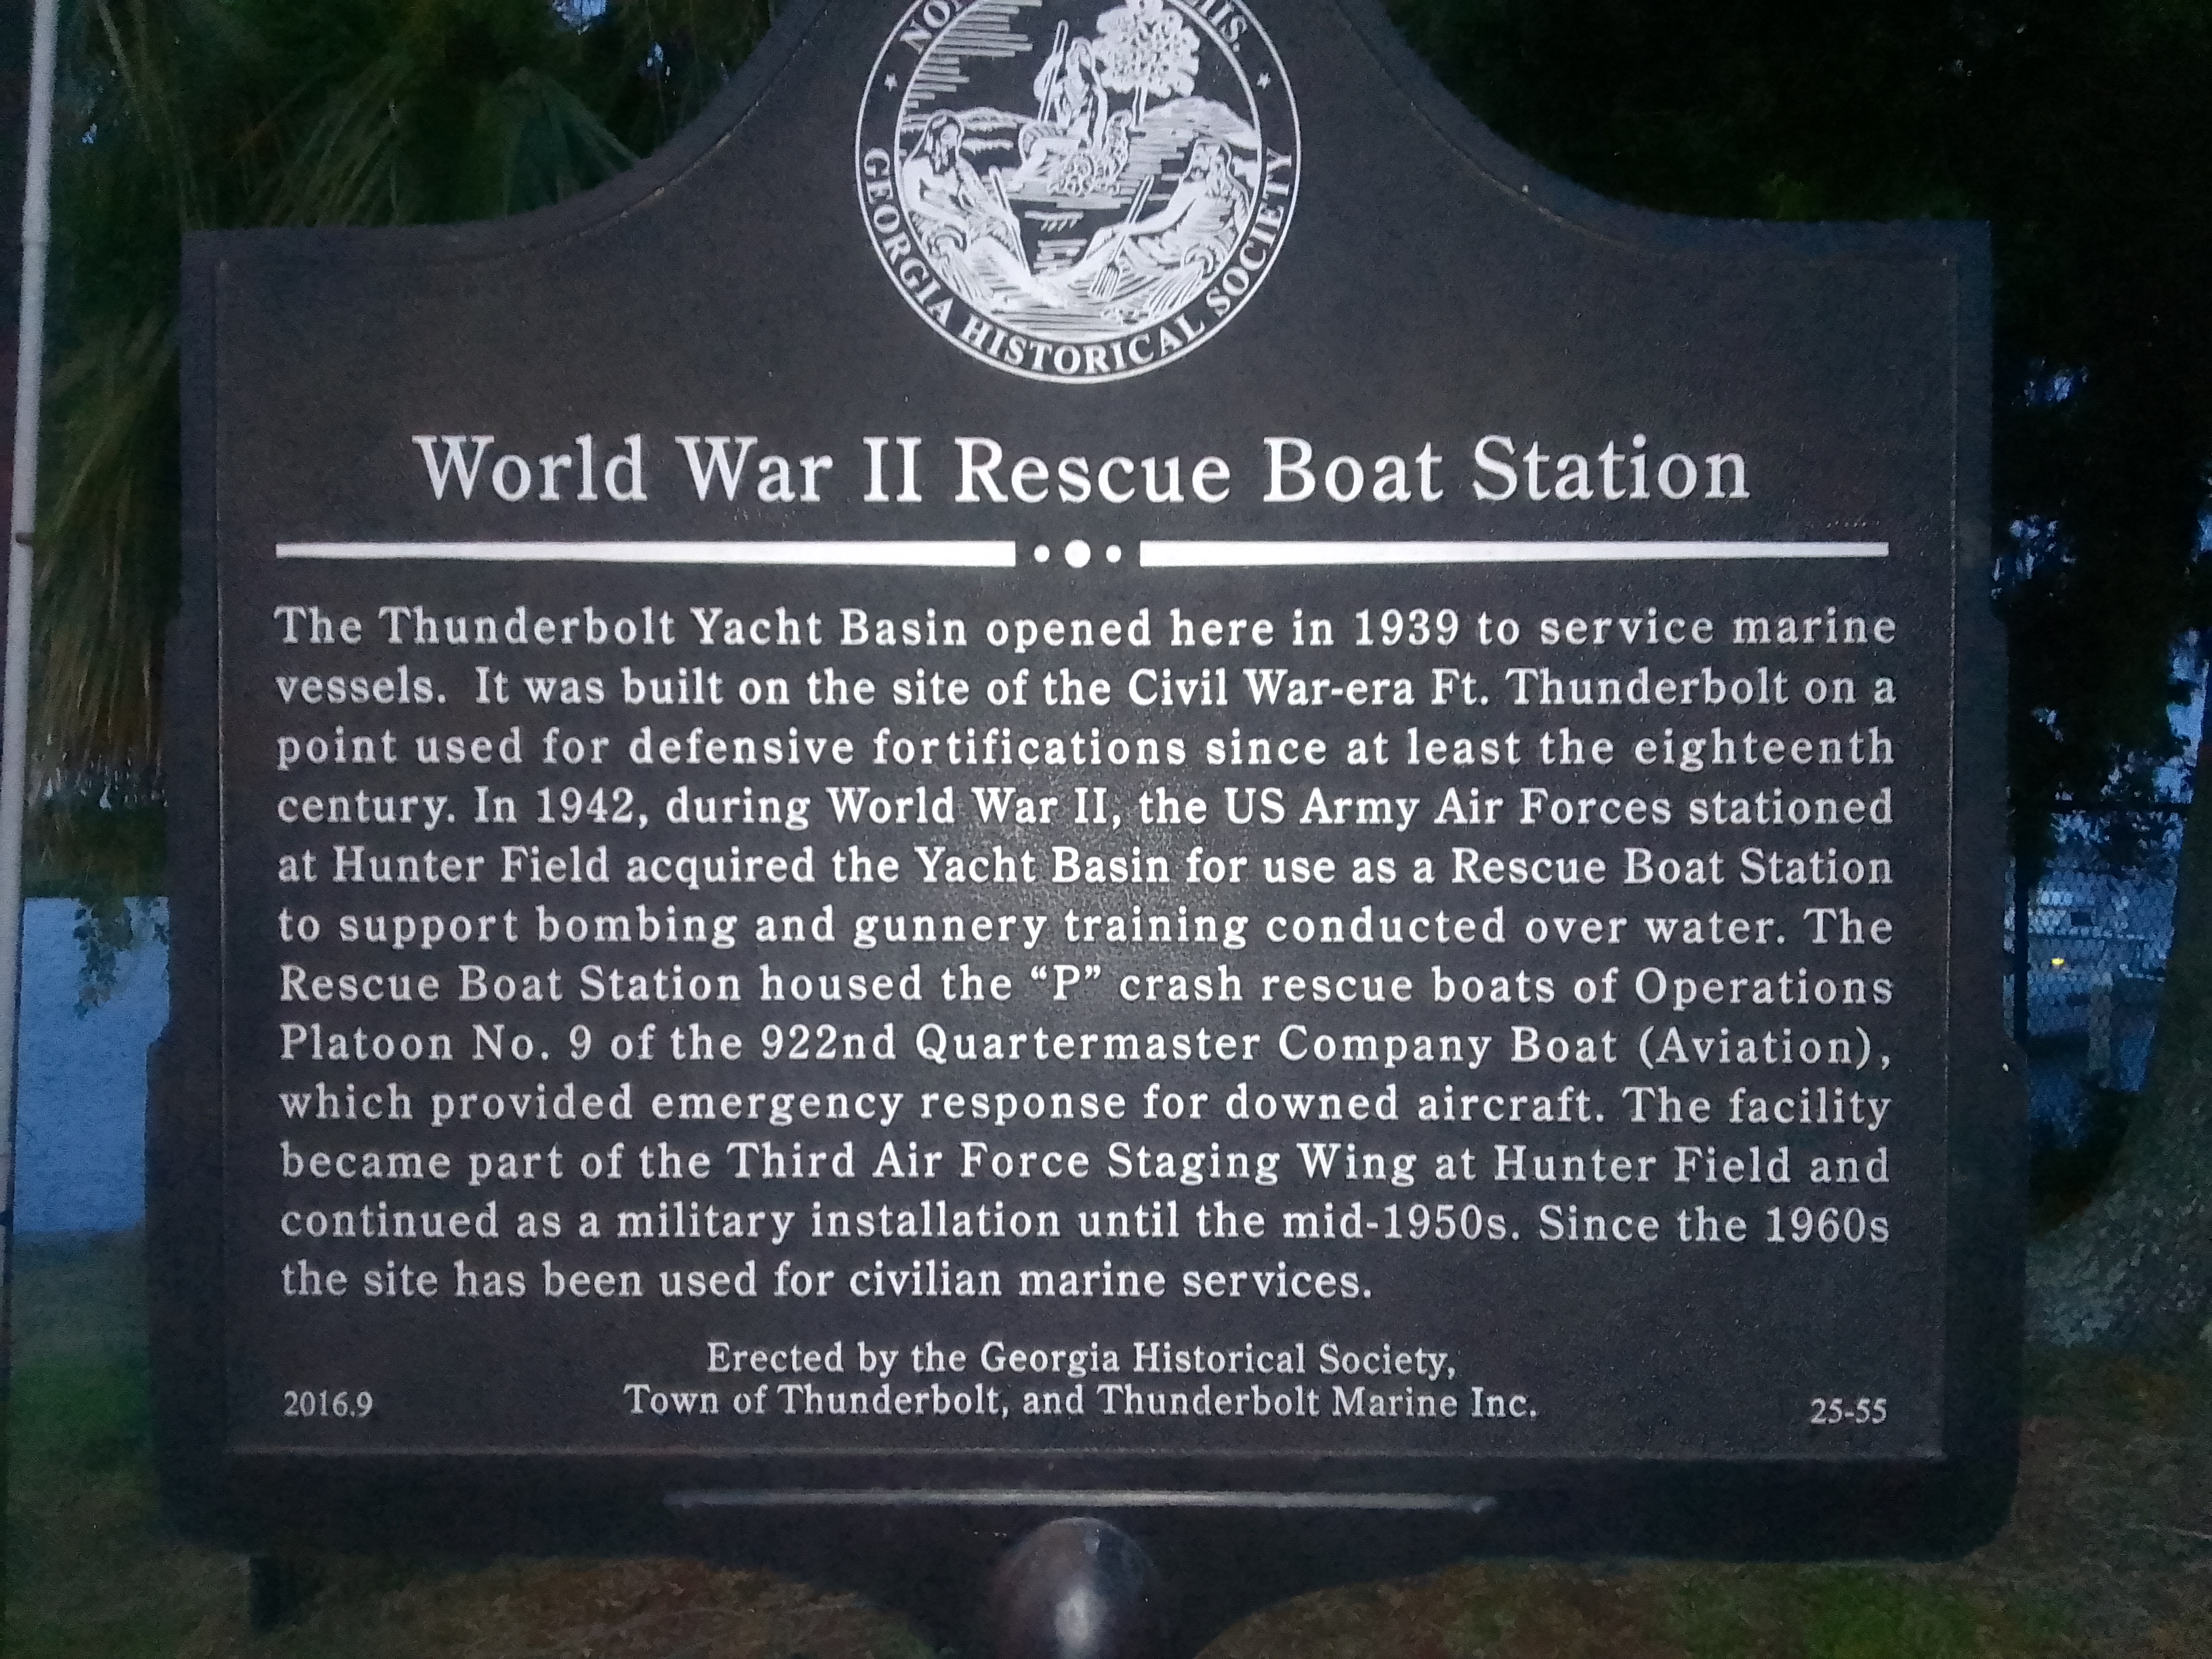 GEORGIA HISTORICAL SOCIETY
World War II Rescue Boat Station
The Thunderbolt Yacht Basin opened here in 1939 to service marine
vessels. It was built on the site of the Civil War-era Ft. Thunderbolt on a
point used for defensive fortifications since at least the eighteenth
century. In 1942, during World War II, the US Army Air Forces stationed
at Hunter Field acquired the Yacht Basin for use as a Rescue Boat Station
to support bombing and gunnery training conducted over water. The
Rescue Boat Station housed the “P” crash rescue boats of Operations
Platoon No. 9 of the 922nd Quartermaster Company Boat (Aviation),
which provided emergency response for downed aircraft. The facility
became part of the Third Air Force Staging Wing at Hunter Field and
continued as a military installation until the mid-1950s. Since the 1960s
the site has been used for civilian marine services.
Erected by the Georgia Historical Society,
Town of Thunderbolt, and Thunderbolt Marine Inc.
2016.9
25-55